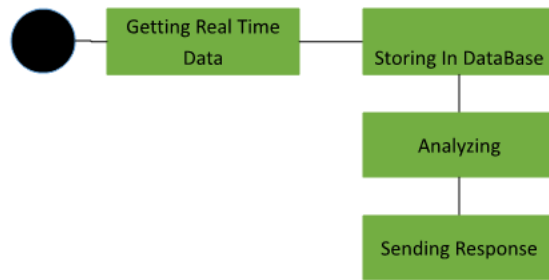 Getting Real Time
Data
Storing In DataBase
Analyzing
Sending Response